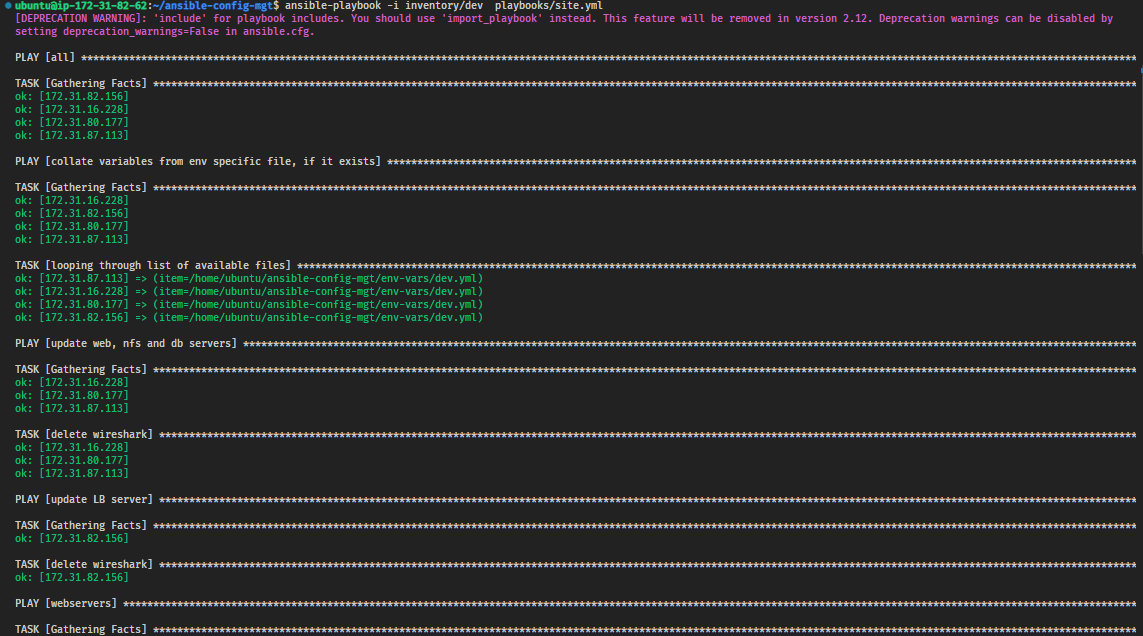 ubuntu@ip-172-31-82-62:~/ansible-config-mgt$ ansible-playbook -i inventory/dev  playbooks/site.yml
[DEPRECATION WARNING]: 'include' for playbook includes. You should use 'import_playbook' instead. This feature will be removed in version 2.12. Deprecation warnings can be disabled by
setting deprecation_warnings=False in ansible.cfg.
PLAY [all] ****************************************************************************************************************************************************************************
TASK [Gathering Facts] ****************************************************************************************************************************************************************
ok: [172.31.82.156]
ok: [172.31.16.228]
ok: [172.31.80.177]
ok: [172.31.87.113]
PLAY [collate variables from env specific file, if it exists] *************************************************************************************************************************
TASK [Gathering Facts] ****************************************************************************************************************************************************************
ok: [172.31.16.228]
ok: [172.31.82.156]
ok: [172.31.80.177]
ok: [172.31.87.113]
TASK [looping through list of available files] ****************************************************************************************************************************************
ok: [172.31.87.113] => (item=/home/ubuntu/ansible-config-mgt/env-vars/dev.yml)
ok: [172.31.16.228] => (item=/home/ubuntu/ansible-config-mgt/env-vars/dev.yml)
ok: [172.31.80.177] => (item=/home/ubuntu/ansible-config-mgt/env-vars/dev.yml)
ok: [172.31.82.156] => (item=/home/ubuntu/ansible-config-mgt/env-vars/dev.yml)
PLAY [update web, nfs and db servers] *************************************************************************************************************************************************
TASK [Gathering Facts] ****************************************************************************************************************************************************************
ok: [172.31.16.228]
ok: [172.31.80.177]
ok: [172.31.87.113]
TASK [delete wireshark] ***************************************************************************************************************************************************************
ok: [172.31.16.228]
ok: [172.31.80.177]
ok: [172.31.87.113]
PLAY [update LB server] ***************************************************************************************************************************************************************
TASK [Gathering Facts] ****************************************************************************************************************************************************************
ok: [172.31.82.156]
TASK [delete wireshark] ***************************************************************************************************************************************************************
ok: [172.31.82.156]
PLAY [webservers] *********************************************************************************************************************************************************************
TASK [Gathering Facts] ****************************************************************************************************************************************************************